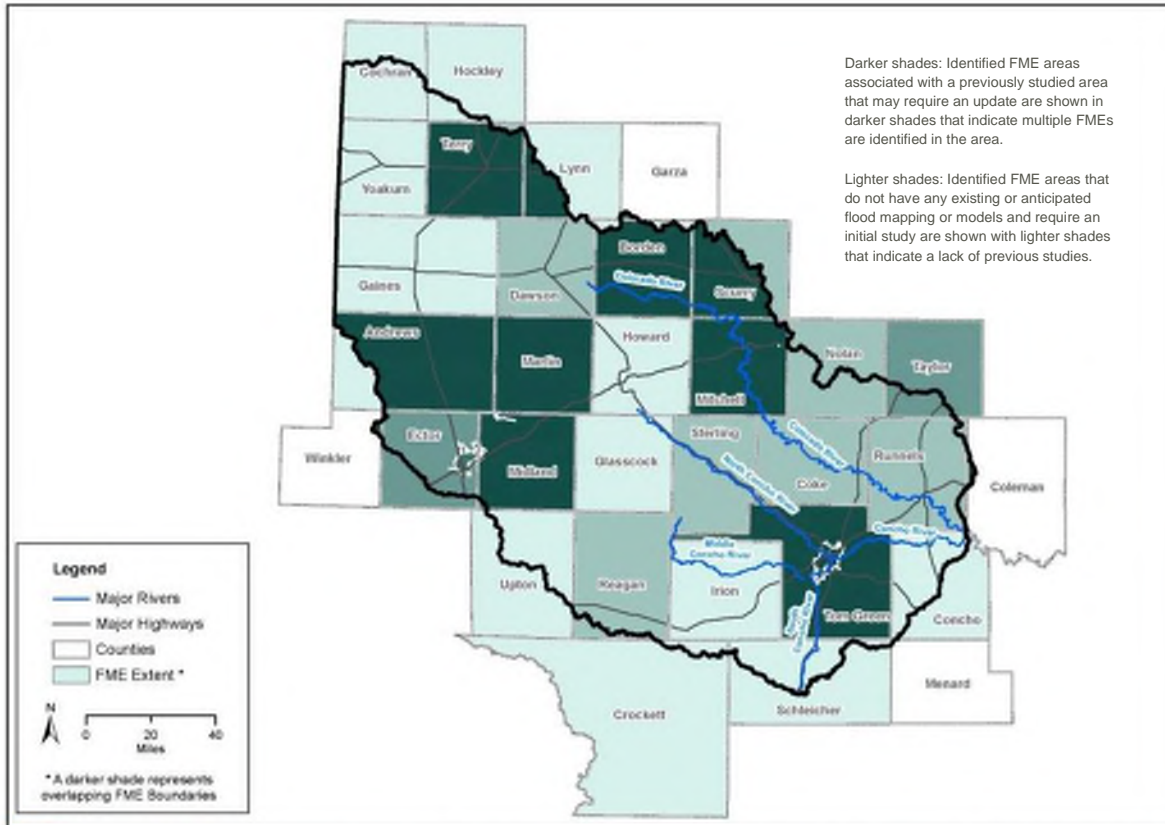 Darker shades: Identified FME areas
associated with a previously studied area
that may require an update are shown in
darker shades that indicate multiple FMEs
are identified in the area.
Lighter shades: Identified FME areas that
do not have any existing or anticipated
flood mapping or models and require an
initial study are shown with lighter shades
that indicate a lack of previous studies.
Cochran
Hockley
Terry
Lynn
Garza
Yoakum
Borden
Colorado River
Scurry
Gaines
Dawson
Andrews
Martin
Howard
Mitchell
Nolan
Taylor
Winkler
Ector
Midland
Glasscock
Sterling
North Concho River
Coke
Colorado River
Runnels
Coleman
Concho River
Middle
Concho River
Upton
Reagan
Irion
South
Concho River
Tom Green
Concho
Crockett
Schleicher
Menard
Legend
Major Rivers
Major Highways
Counties
FME Extent *
N
0 20 40
Miles
* A darker shade represents
overlapping FME Boundaries